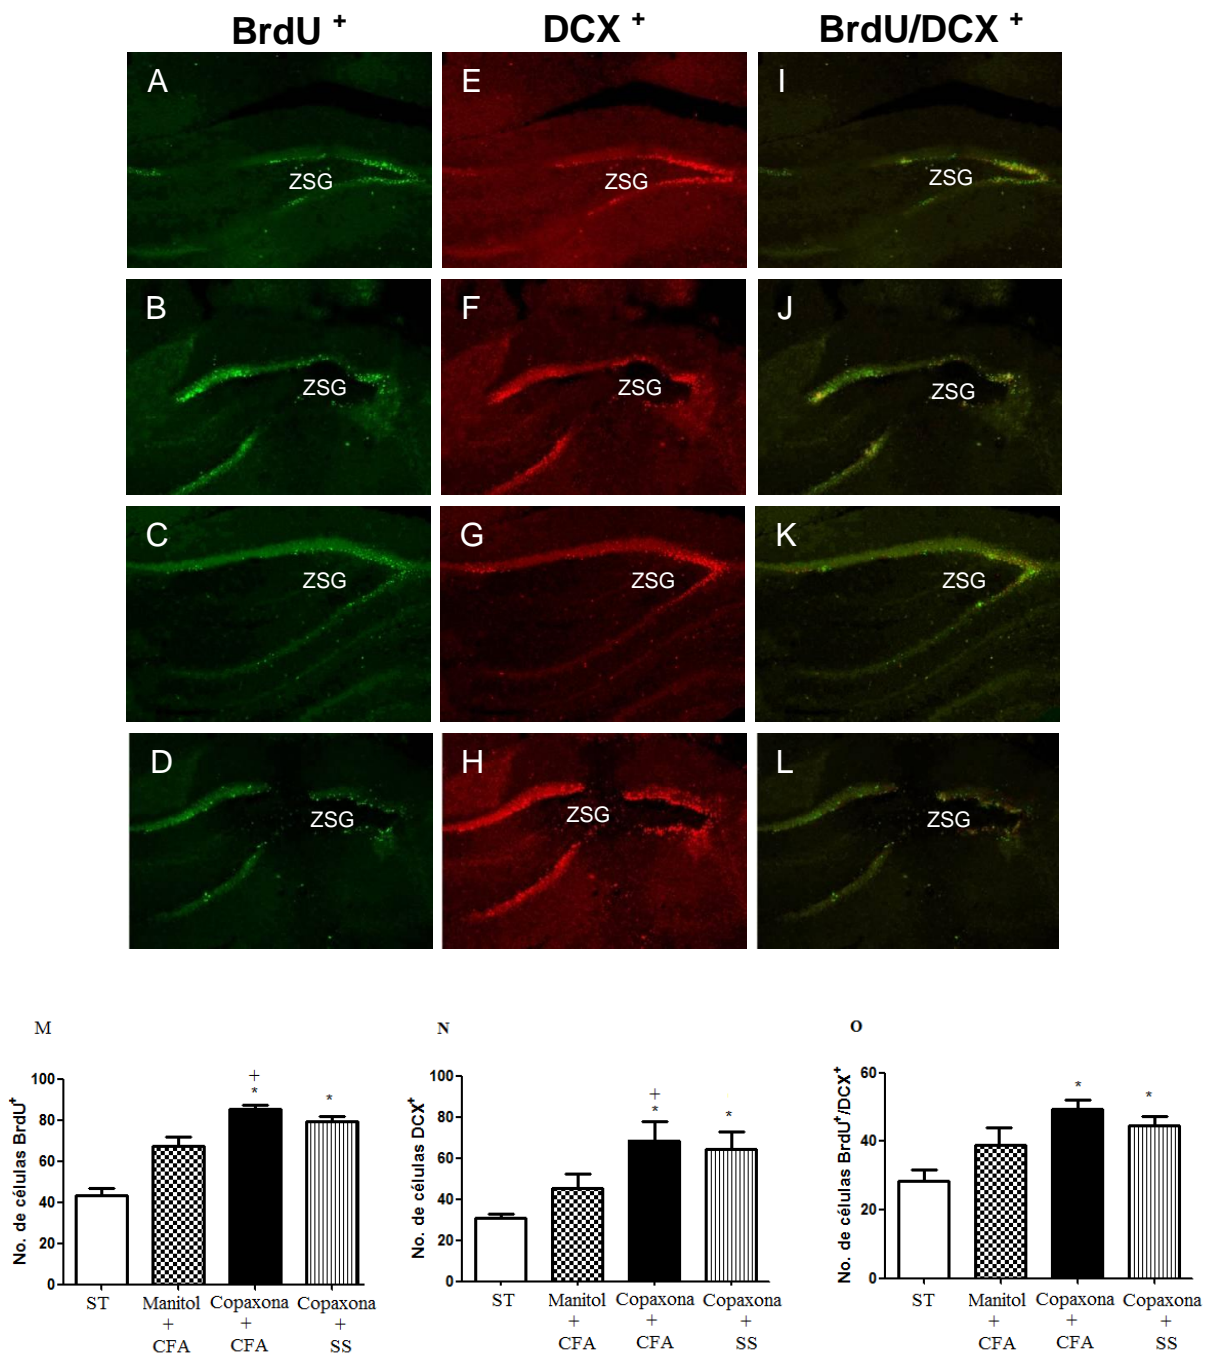 BrdU + DCX + BrdU/DCX +
A E I
ZSG ZSG ZSG
B F J
ZSG ZSG ZSG
C G K
ZSG ZSG ZSG
D H L
ZSG ZSG ZSG
M
No. de células BrdU+
100
80
60
40
20
0
+
*
*
ST Manitol + CFA Copaxona + CFA Copaxona + SS
N
No. de células DCX+
100
80
60
40
20
0
+
*
*
ST Manitol + CFA Copaxona + CFA Copaxona + SS
O
No. de células BrdU+/DCX+
60
40
20
0
*
*
ST Manitol + CFA Copaxona + CFA Copaxona + SS